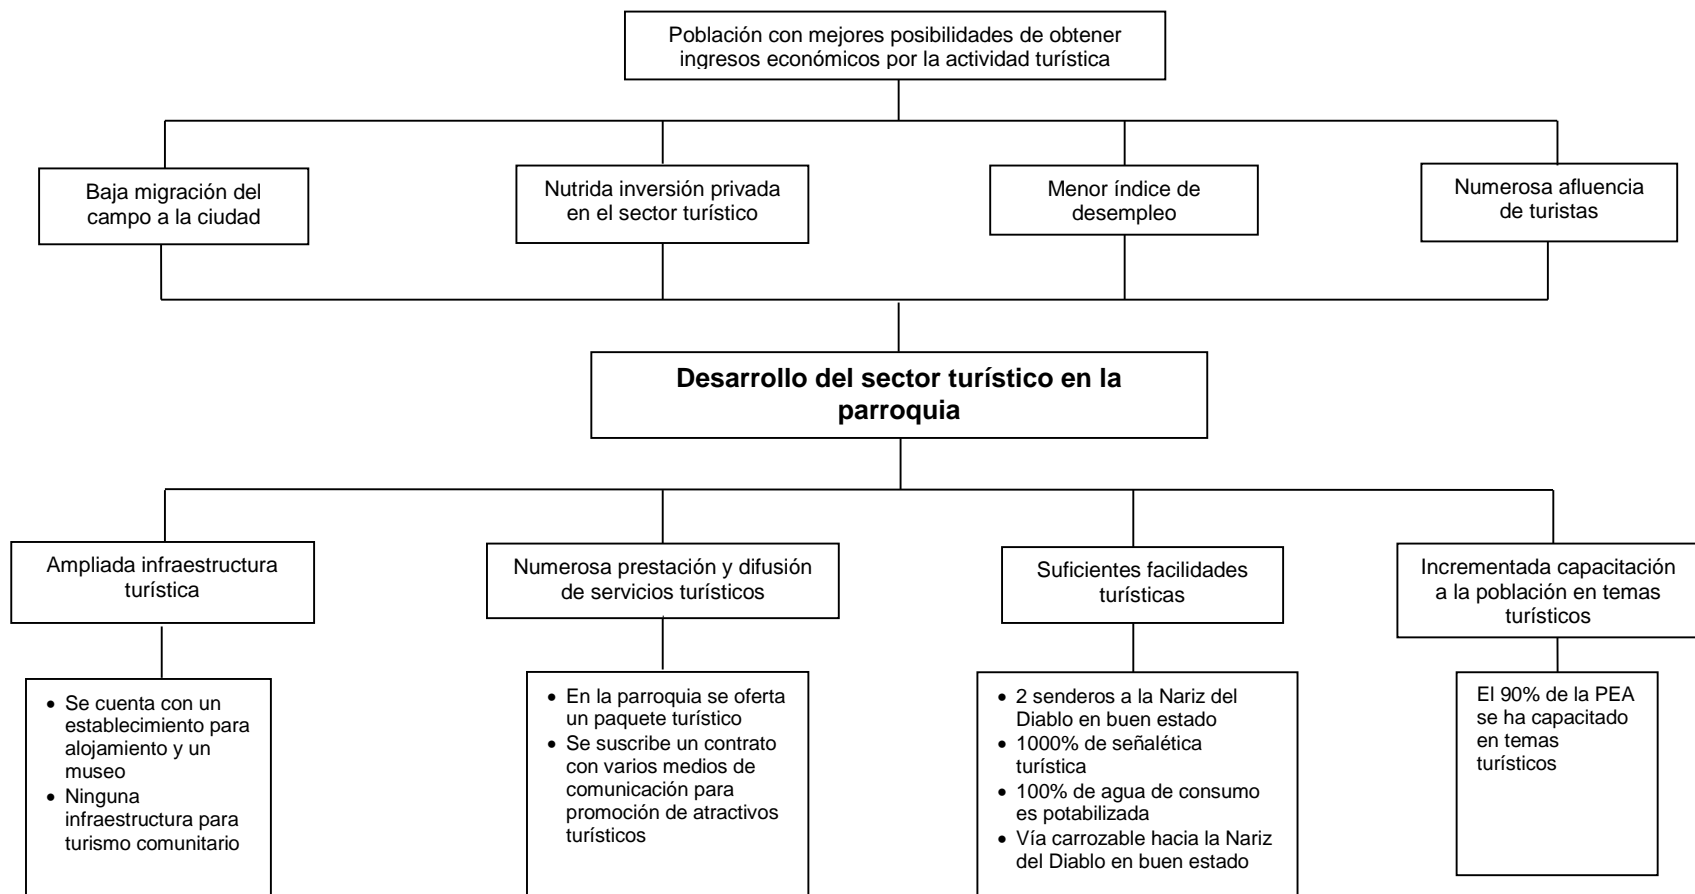 Población con mejores posibilidades de obtener
ingresos económicos por la actividad turística
Baja migración del
campo a la ciudad
Nutrida inversión privada
en el sector turístico
Menor índice de
desempleo
Numerosa afluencia
de turistas
Desarrollo del sector turístico en la
parroquia
Ampliada infraestructura
turística
Numerosa prestación y difusión
de servicios turísticos
Suficientes facilidades
turísticas
Incrementada capacitación
a la población en temas
turísticos
• Se cuenta con un
establecimiento para
alojamiento y un
museo
• Ninguna
infraestructura para
turismo comunitario
• En la parroquia se oferta
un paquete turístico
• Se suscribe un contrato
con varios medios de
comunicación para
promoción de atractivos
turísticos
• 2 senderos a la Nariz del
Diablo en buen estado
• 1000% de señalética
turística
• 100% de agua de consumo
es potabilizada
• Vía carrozable hacia la Nariz
del Diablo en buen estado
El 90% de la PEA
se ha capacitado
en temas
turísticos